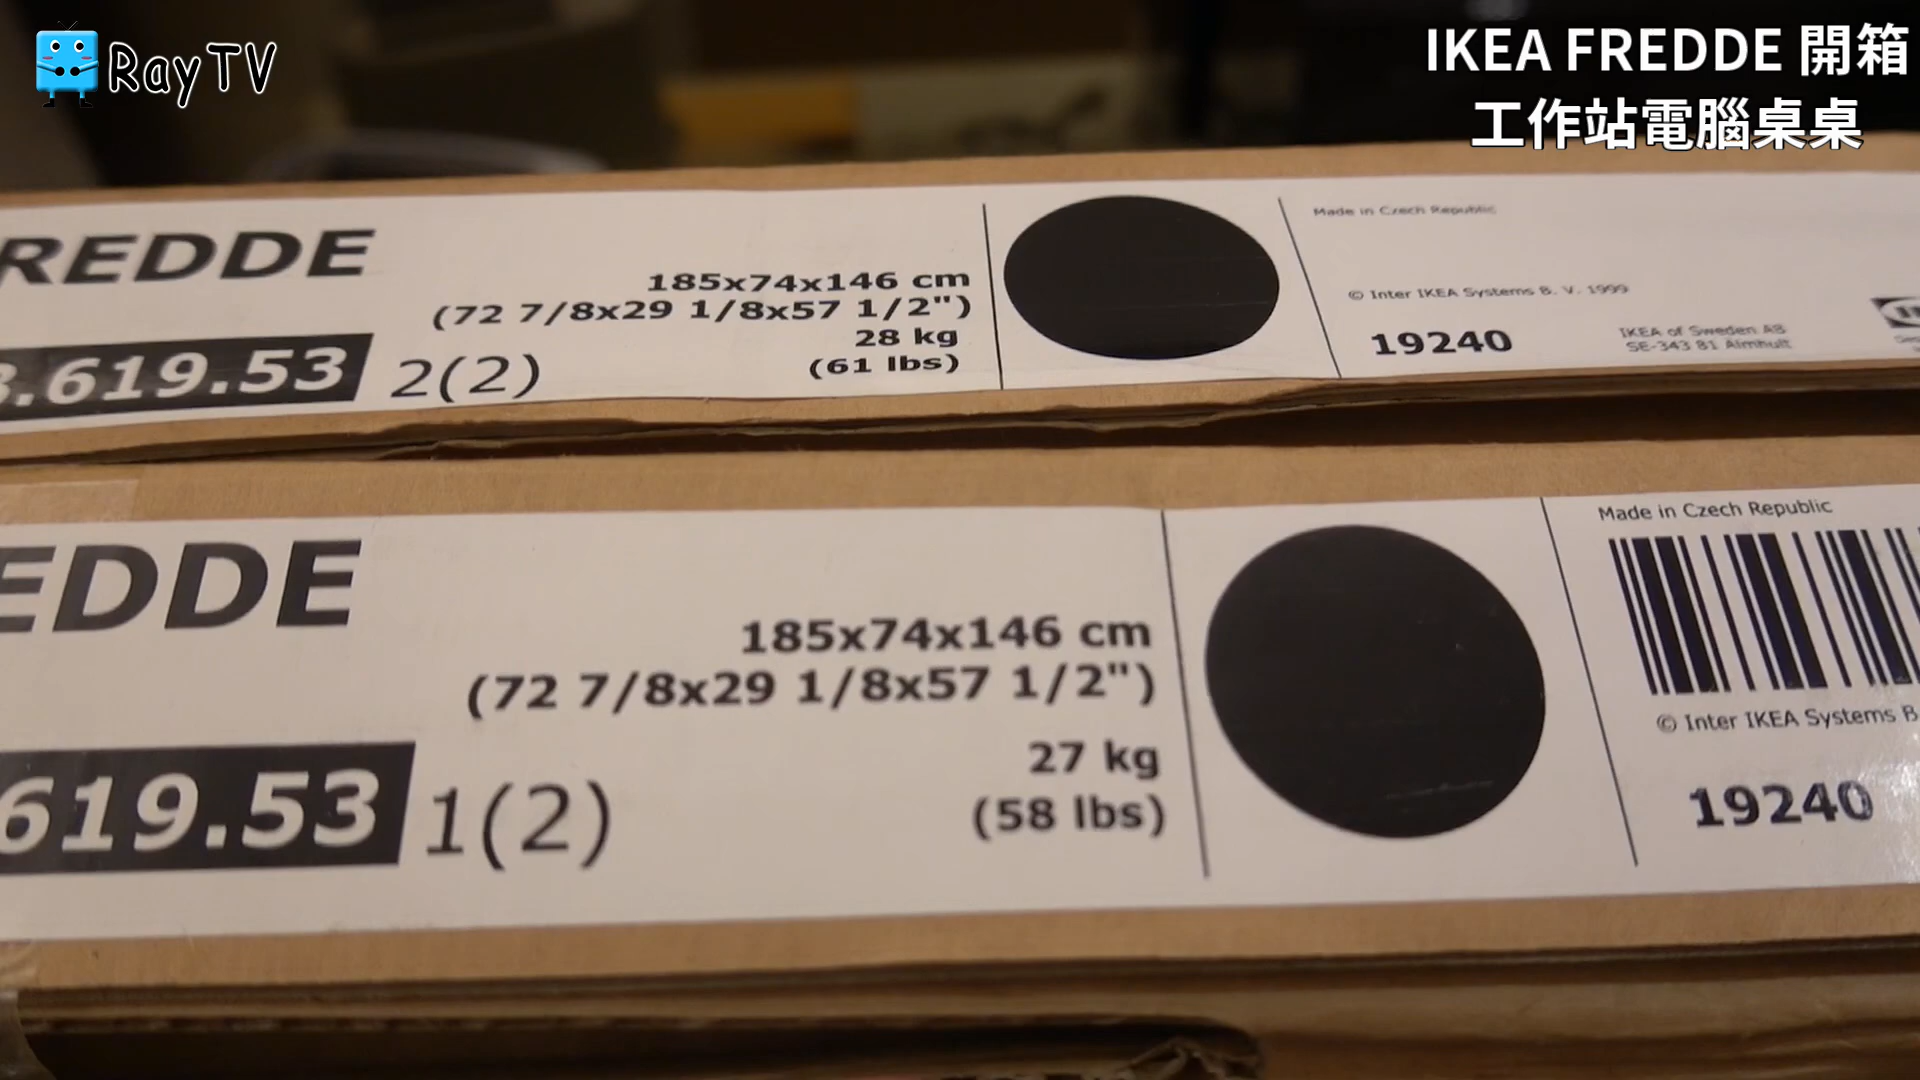 RayTV
IKEA FREDDE 開箱
工作站電腦桌桌
REDDE
185x74x146 cm
(72 7/8x29 1/8x57 1/2")
28 kg
(61 lbs)
.619.53
2(2)
Made in Czech Republic
© Inter IKEA Systems B. V. 1999
19240
IKEA of Sweden AB
SE-343 81 Älmhult
EDDE
185x74x146 cm
(72 7/8x29 1/8x57 1/2")
27 kg
(58 lbs)
619.53
1(2)
Made in Czech Republic
© Inter IKEA Systems B
19240